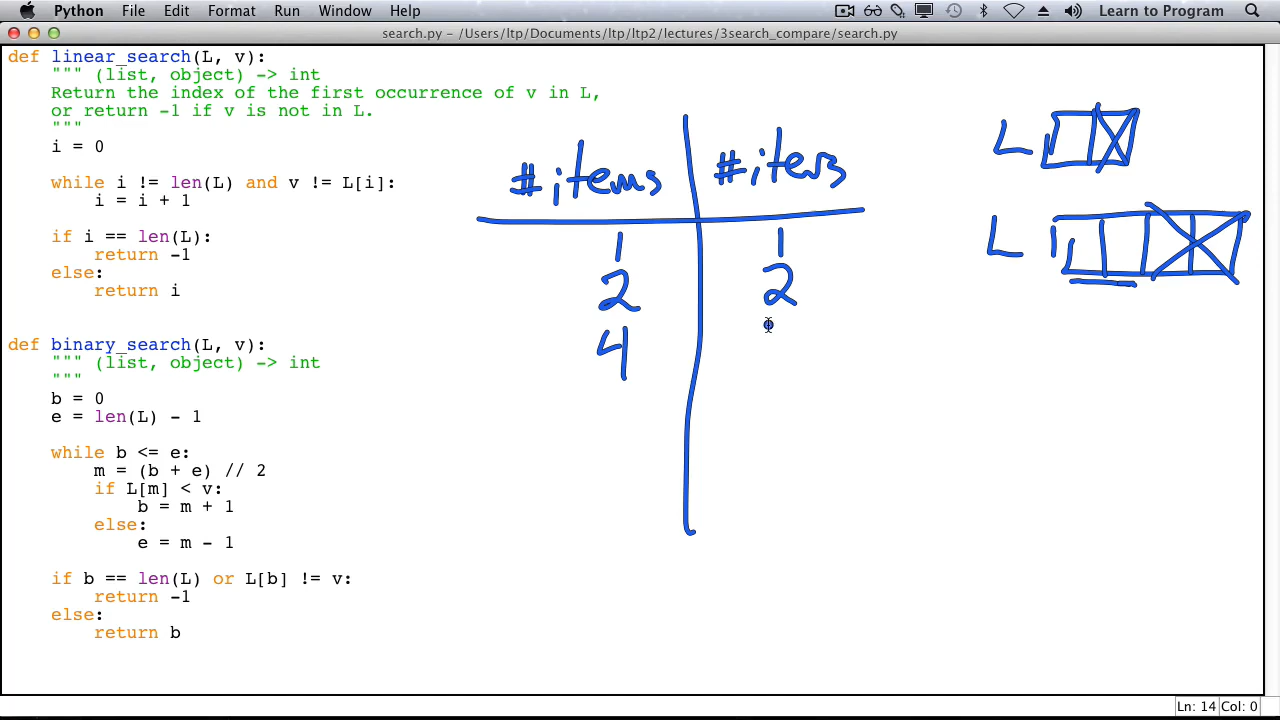 Python File Edit Format Run Window Help Learn to Program
search.py – /Users/ltp/Documents/ltp/ltp2/lectures/3search_compare/search.py
def linear_search(L, v):
    """ (list, object) -> int
    Return the index of the first occurrence of v in L,
    or return -1 if v is not in L.
    """
    i = 0
    while i != len(L) and v != L[i]:
        i = i + 1
    if i == len(L):
        return -1
    else:
        return i
def binary_search(L, v):
    """ (list, object) -> int
    """
    b = 0
    e = len(L) - 1
    while b <= e:
        m = (b + e) // 2
        if L[m] < v:
            b = m + 1
        else:
            e = m - 1
    if b == len(L) or L[b] != v:
        return -1
    else:
        return b
#items #iters
1 1
2 2
4
L
L
Ln: 14 Col: 0